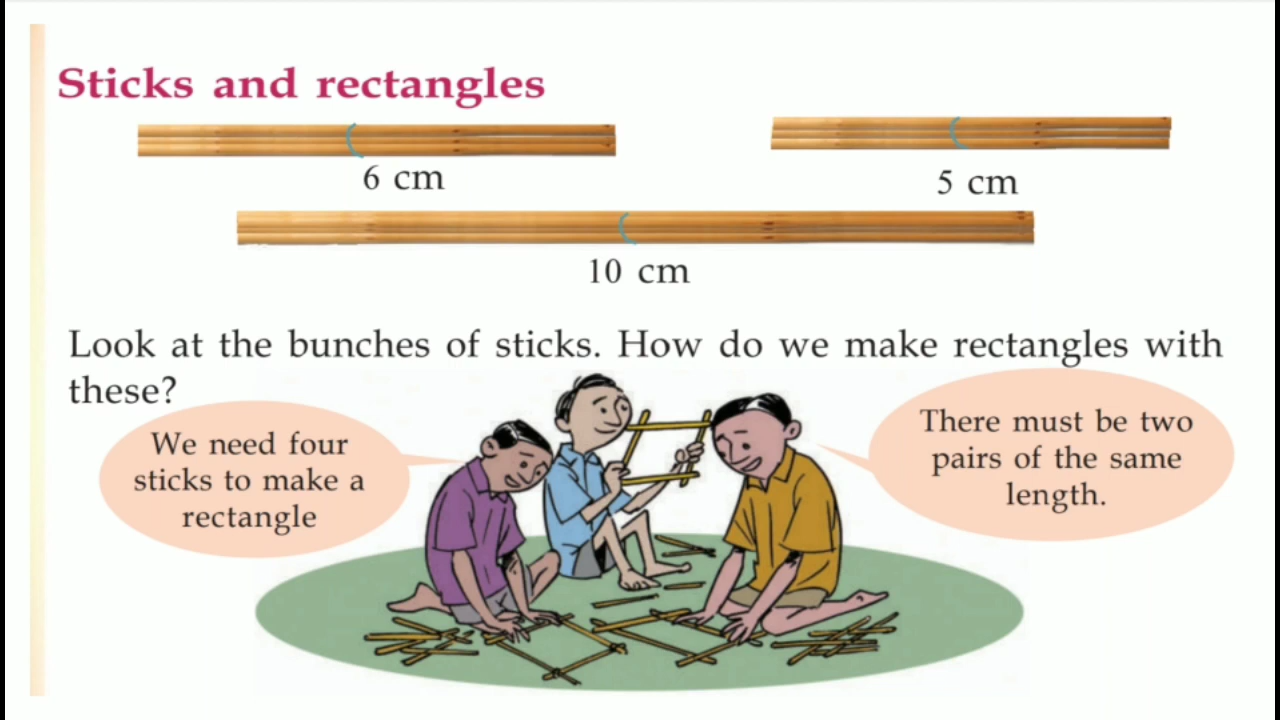 Sticks and rectangles
6 cm
5 cm
10 cm
Look at the bunches of sticks. How do we make rectangles with
these?
We need four
sticks to make a
rectangle
There must be two
pairs of the same
length.